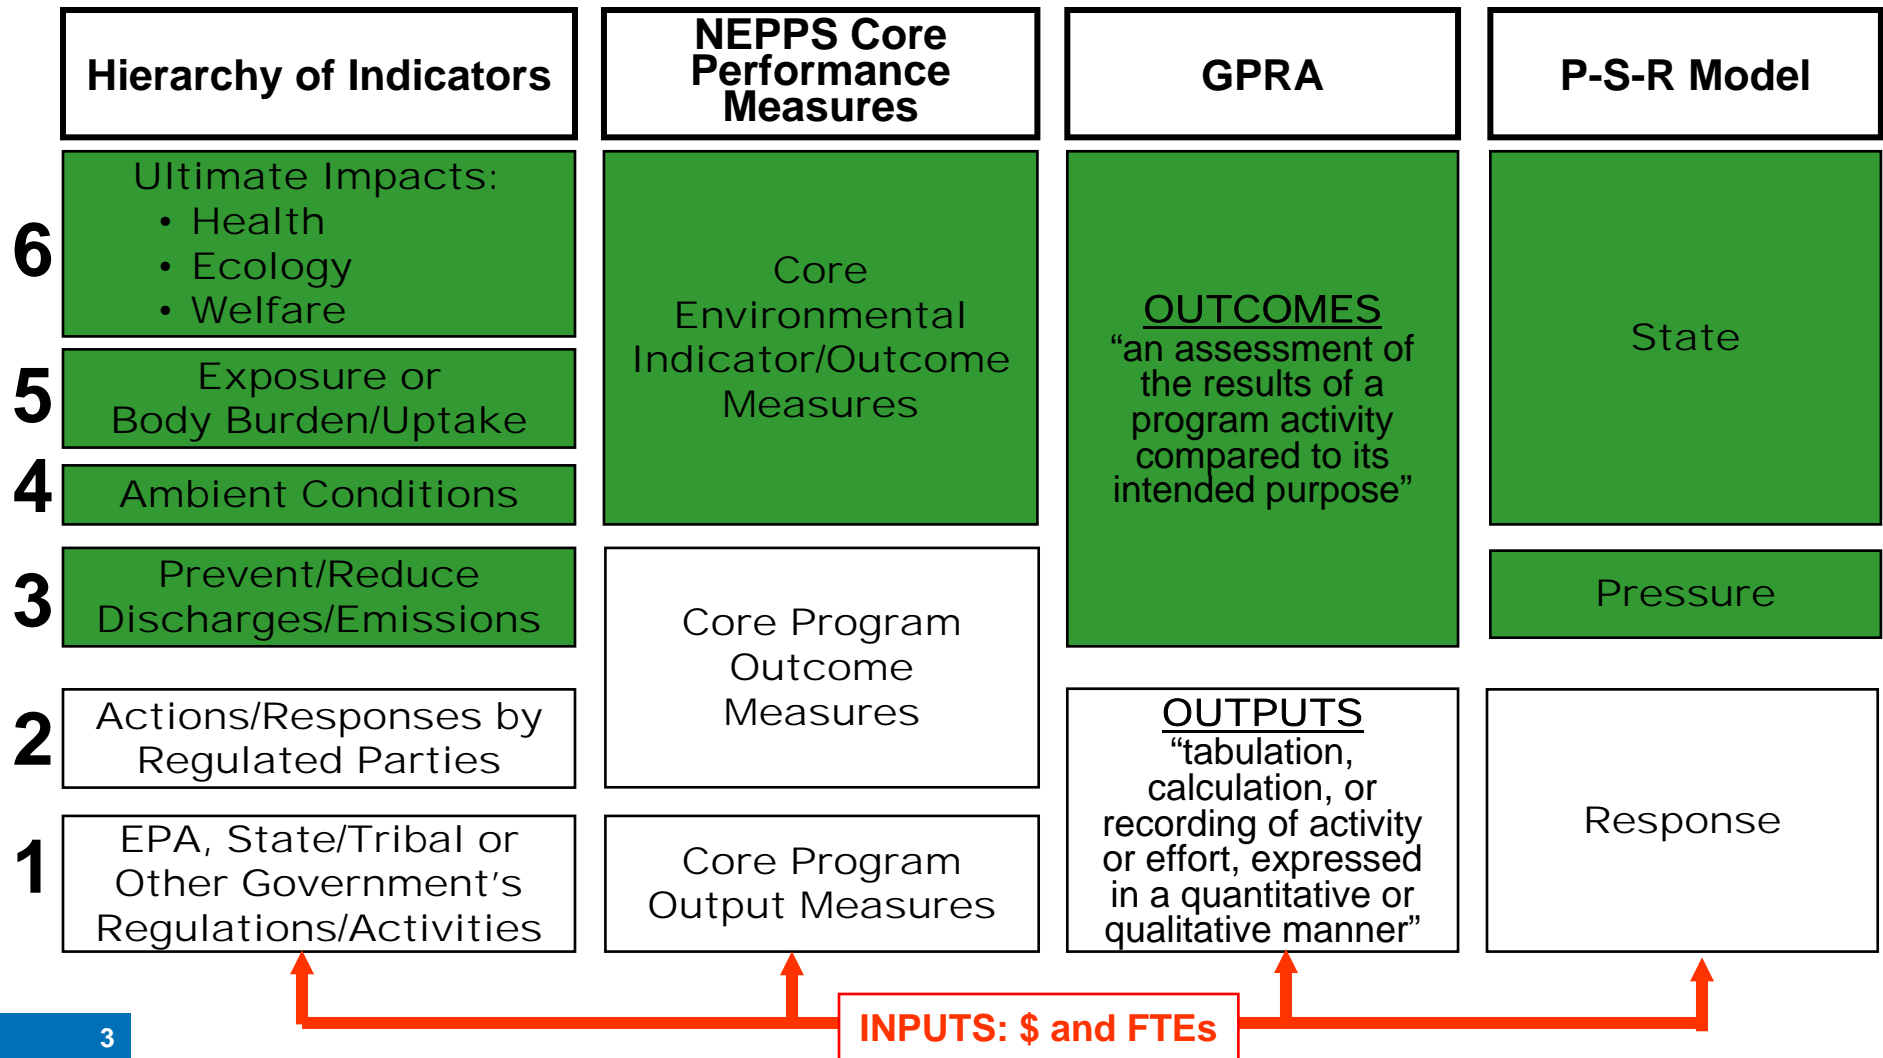 Hierarchy of Indicators
NEPPS Core
Performance
Measures
GPRA
P-S-R Model
6
Ultimate Impacts:
• Health
• Ecology
• Welfare
5
Exposure or
Body Burden/Uptake
4
Ambient Conditions
3
Prevent/Reduce
Discharges/Emissions
2
Actions/Responses by
Regulated Parties
1
EPA, State/Tribal or
Other Government’s
Regulations/Activities
Core
Environmental
Indicator/Outcome
Measures
Core Program
Outcome
Measures
Core Program
Output Measures
OUTCOMES
“an assessment of
the results of a
program activity
compared to its
intended purpose”
OUTPUTS
“tabulation,
calculation, or
recording of activity
or effort, expressed
in a quantitative or
qualitative manner”
State
Pressure
Response
INPUTS: $ and FTEs
3